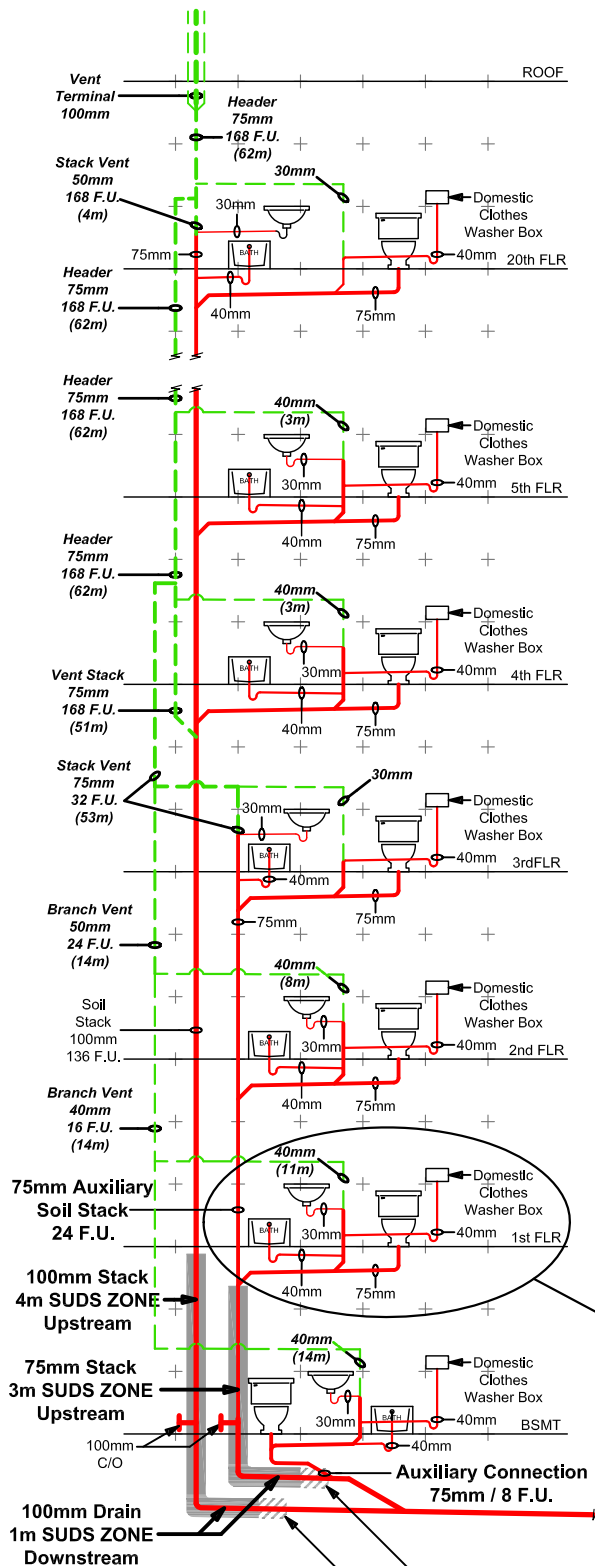 ROOF
Vent
Terminal
100mm
Header
75mm
168 F.U.
(62m)
Stack Vent
50mm
168 F.U.
(4m)
30mm
30mm
Domestic
Clothes
Washer Box
75mm
BATH
40mm
20th FLR
Header
75mm
168 F.U.
(62m)
40mm
75mm
Header
75mm
168 F.U.
(62m)
40mm
(3m)
Domestic
Clothes
Washer Box
BATH
30mm
40mm
5th FLR
40mm
75mm
Header
75mm
168 F.U.
(62m)
40mm
(3m)
Domestic
Clothes
Washer Box
BATH
30mm
40mm
4th FLR
Vent Stack
75mm
168 F.U.
(51m)
40mm
75mm
Stack Vent
75mm
32 F.U.
(53m)
30mm
30mm
Domestic
Clothes
Washer Box
BATH
40mm
40mm
3rdFLR
75mm
75mm
Branch Vent
50mm
24 F.U.
(14m)
40mm
(8m)
Domestic
Clothes
Washer Box
Soil
Stack
100mm
136 F.U.
BATH
30mm
40mm
2nd FLR
40mm
75mm
Branch Vent
40mm
16 F.U.
(14m)
40mm
(11m)
Domestic
Clothes
Washer Box
75mm Auxiliary
Soil Stack
24 F.U.
BATH
30mm
40mm
1st FLR
40mm
75mm
100mm Stack
4m SUDS ZONE
Upstream
40mm
(14m)
Domestic
Clothes
Washer Box
75mm Stack
3m SUDS ZONE
Upstream
30mm
BATH
40mm
BSMT
100mm
C/O
40mm
Auxiliary Connection
75mm / 8 F.U.
100mm Drain
1m SUDS ZONE
Downstream